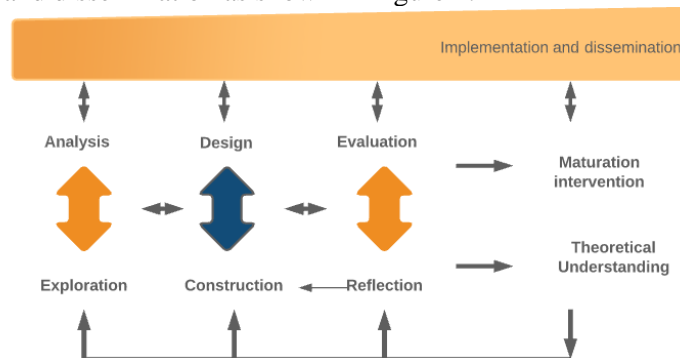 Implementation and dissemination
Analysis
Design
Evaluation
Maturation
intervention
Theoretical
Understanding
Exploration
Construction
Reflection